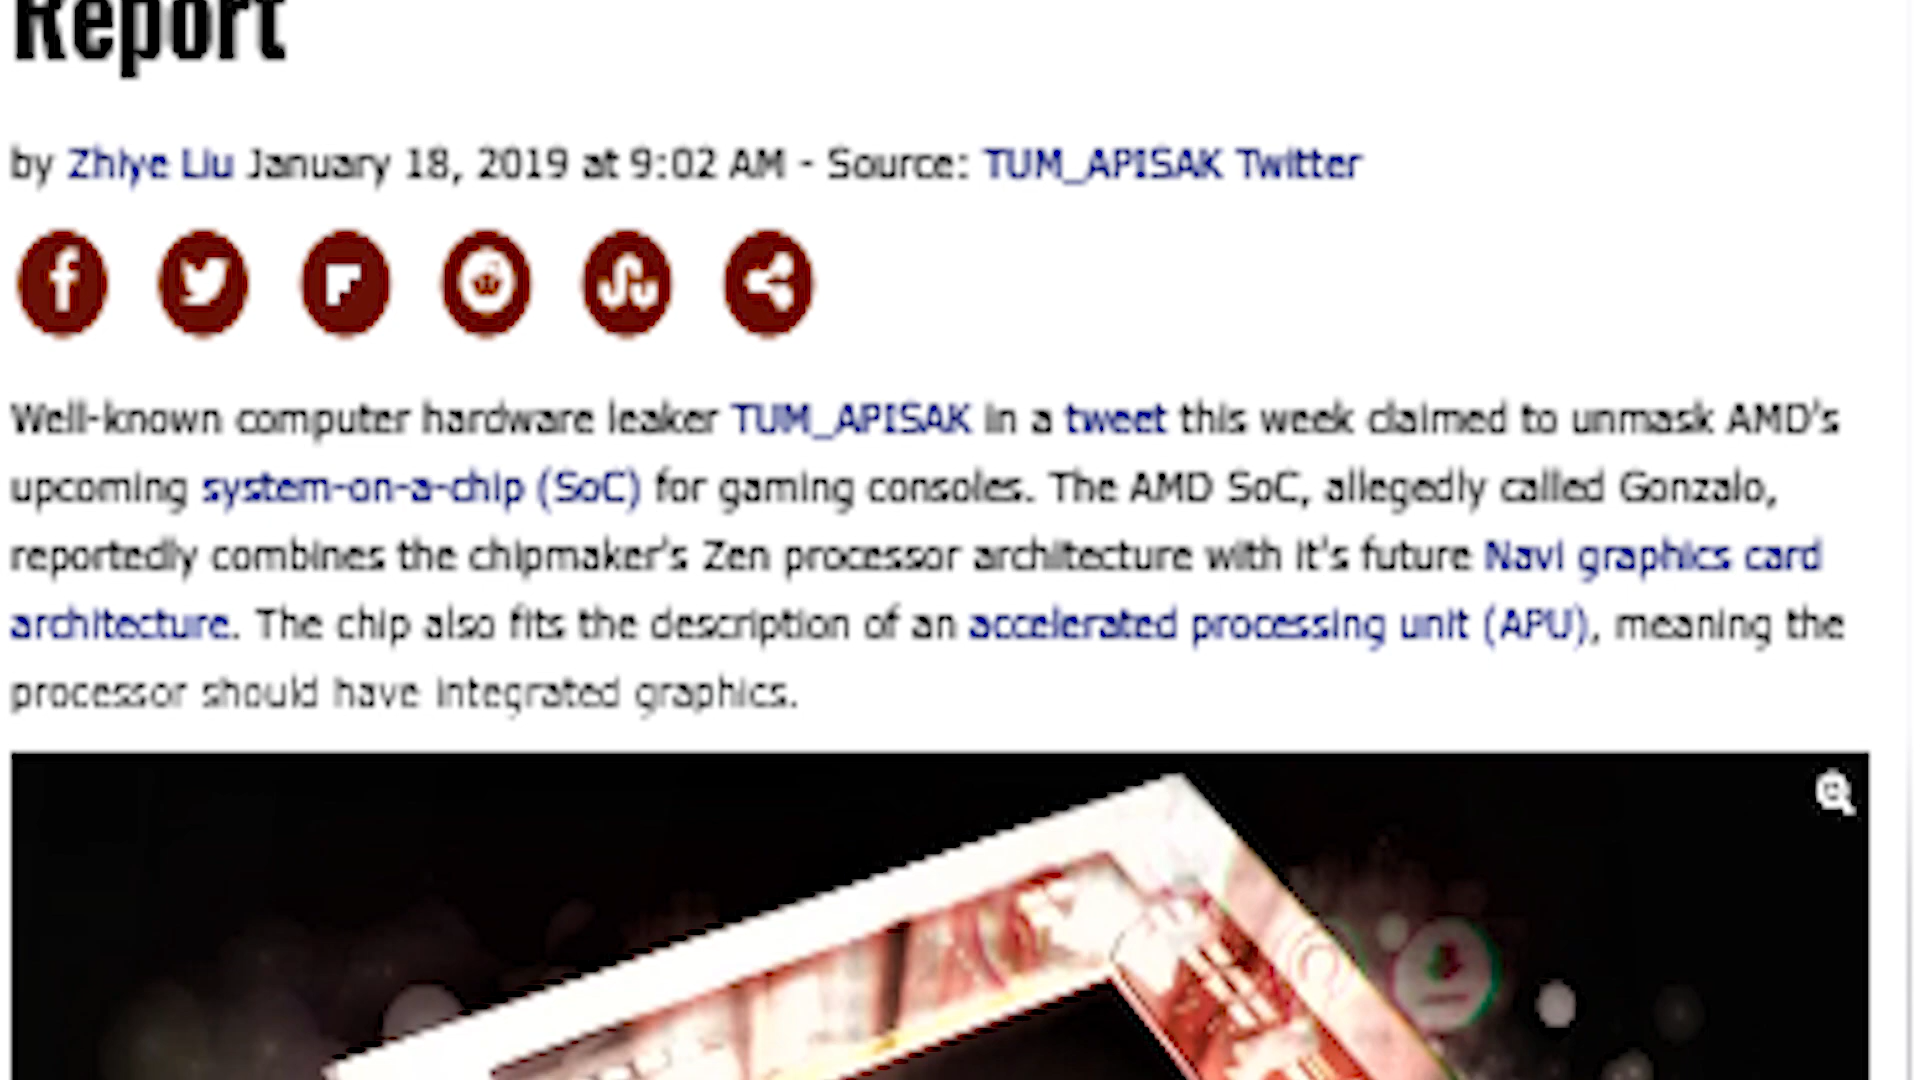 Report
by Zhiye Liu January 18, 2019 at 9:02 AM - Source: TUM_APISAK Twitter
Well-known computer hardware leaker TUM_APISAK in a tweet this week claimed to unmask AMD's
upcoming system-on-a-chip (SoC) for gaming consoles. The AMD SoC, allegedly called Gonzalo,
reportedly combines the chipmaker's Zen processor architecture with it's future Navi graphics card
architecture. The chip also fits the description of an accelerated processing unit (APU), meaning the
processor should have integrated graphics.